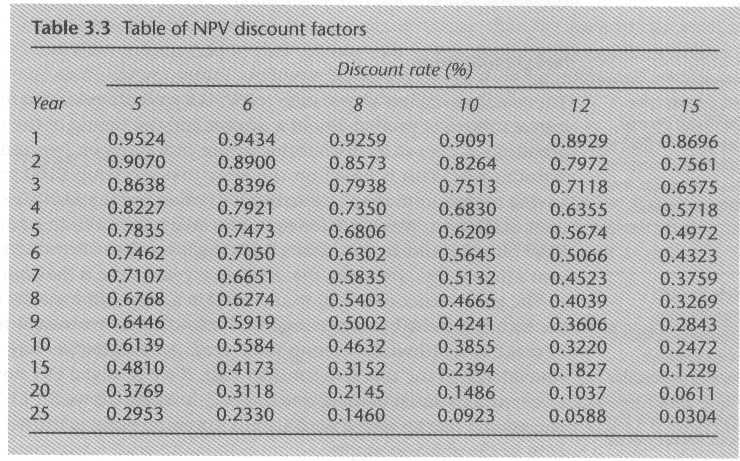 Table 3.3 Table of NPV discount factors
Discount rate (%)
Year 5 6 8 10 12 15
1 0.9524 0.9434 0.9259 0.9091 0.8929 0.8696
2 0.9070 0.8900 0.8573 0.8264 0.7972 0.7561
3 0.8638 0.8396 0.7938 0.7513 0.7118 0.6575
4 0.8227 0.7921 0.7350 0.6830 0.6355 0.5718
5 0.7835 0.7473 0.6806 0.6209 0.5674 0.4972
6 0.7462 0.7050 0.6302 0.5645 0.5066 0.4323
7 0.7107 0.6651 0.5835 0.5132 0.4523 0.3759
8 0.6768 0.6274 0.5403 0.4665 0.4039 0.3269
9 0.6446 0.5919 0.5002 0.4241 0.3606 0.2843
10 0.6139 0.5584 0.4632 0.3855 0.3220 0.2472
15 0.4810 0.4173 0.3152 0.2394 0.1827 0.1229
20 0.3769 0.3118 0.2145 0.1486 0.1037 0.0611
25 0.2953 0.2330 0.1460 0.0923 0.0588 0.0304